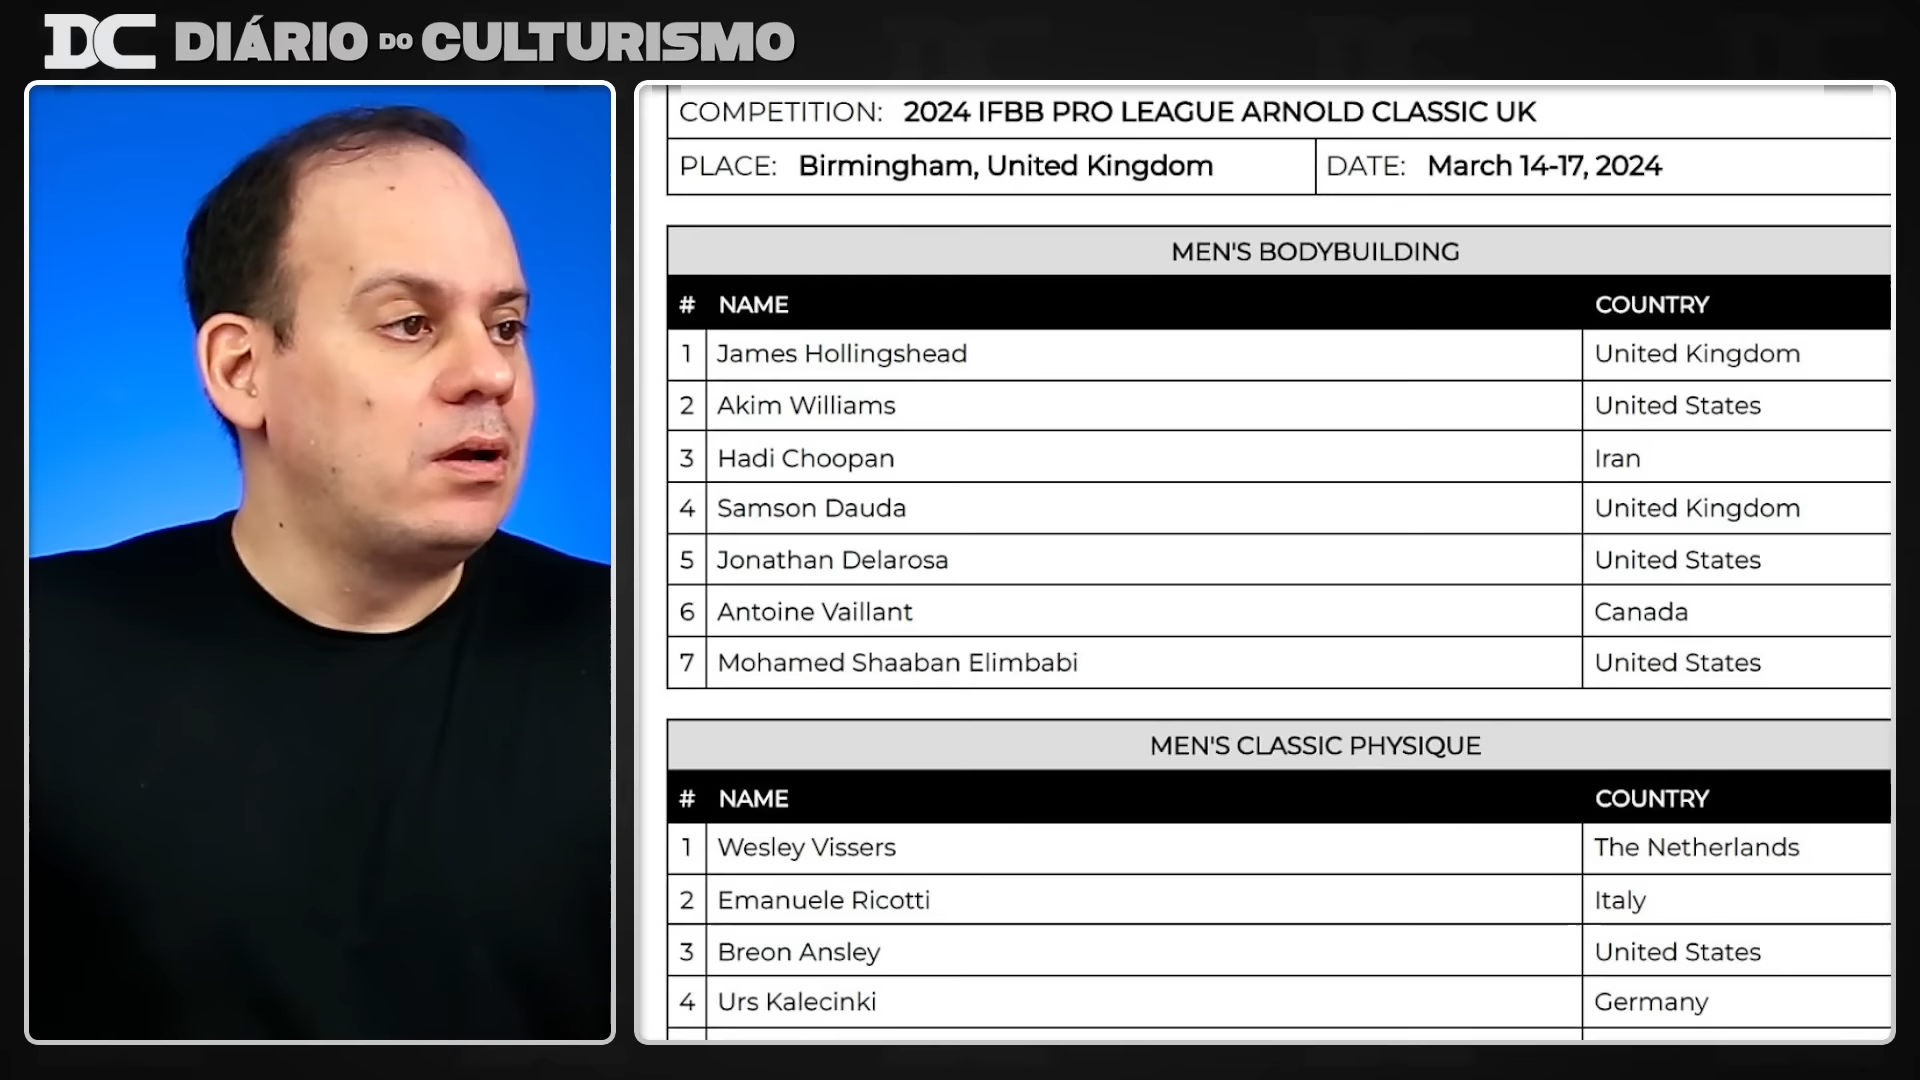 DC DIÁRIO DO CULTURISMO
COMPETITION: 2024 IFBB PRO LEAGUE ARNOLD CLASSIC UK
PLACE: Birmingham, United Kingdom DATE: March 14-17, 2024
MEN'S BODYBUILDING
# NAME COUNTRY
1 James Hollingshead United Kingdom
2 Akim Williams United States
3 Hadi Choopan Iran
4 Samson Dauda United Kingdom
5 Jonathan Delarosa United States
6 Antoine Vaillant Canada
7 Mohamed Shaaban Elimbabi United States
MEN'S CLASSIC PHYSIQUE
# NAME COUNTRY
1 Wesley Vissers The Netherlands
2 Emanuele Ricotti Italy
3 Breon Ansley United States
4 Urs Kalecinki Germany